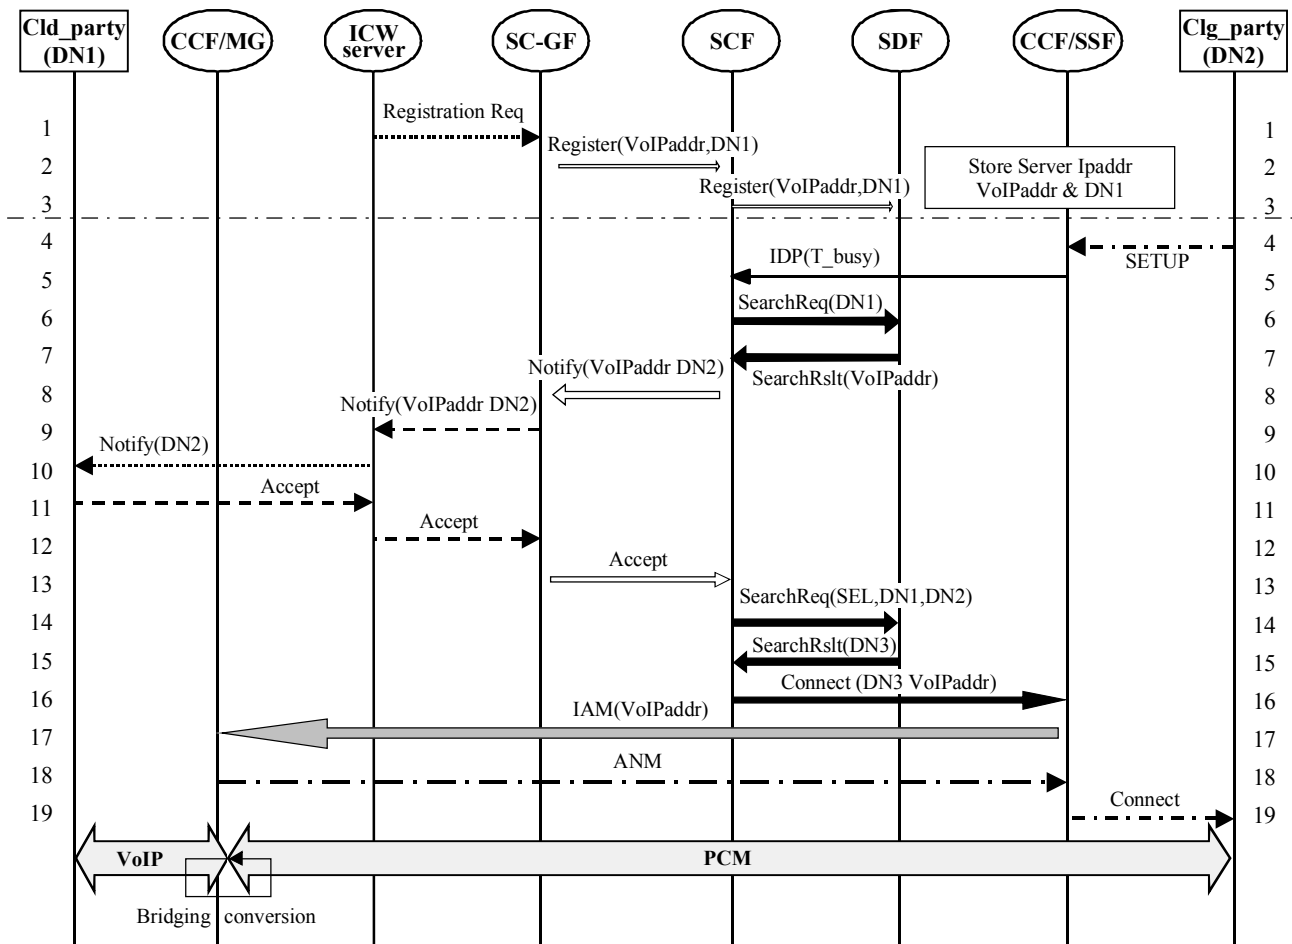 Cld_party
(DN1)
CCF/MG
ICW
server
SC-GF
SCF
SDF
CCF/SSF
Clg_party
(DN2)
1
Registration Req
1
2
Register(VoIPaddr,DN1)
Store Server Ipaddr
VoIPaddr & DN1
2
3
Register(VoIPaddr,DN1)
3
4
SETUP
4
5
IDP(T_busy)
5
6
SearchReq(DN1)
6
7
SearchRslt(VoIPaddr)
7
8
Notify(VoIPaddr DN2)
8
9
Notify(VoIPaddr DN2)
9
10
Notify(DN2)
10
11
Accept
11
12
Accept
12
13
Accept
13
14
SearchReq(SEL,DN1,DN2)
14
15
SearchRslt(DN3)
15
16
Connect (DN3 VoIPaddr)
16
17
IAM(VoIPaddr)
17
18
ANM
18
19
Connect
19
VoIP
PCM
Bridging conversion